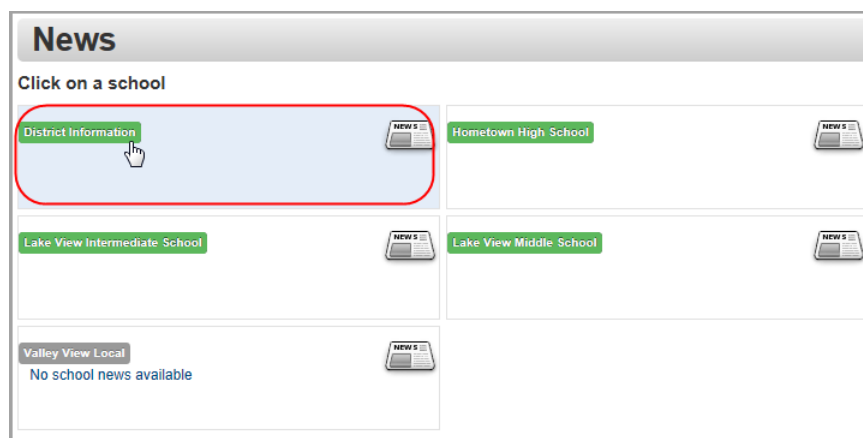 News
Click on a school
District Information
NEWS
Hometown High School
NEWS
Lake View Intermediate School
NEWS
Lake View Middle School
NEWS
Valley View Local
NEWS
No school news available